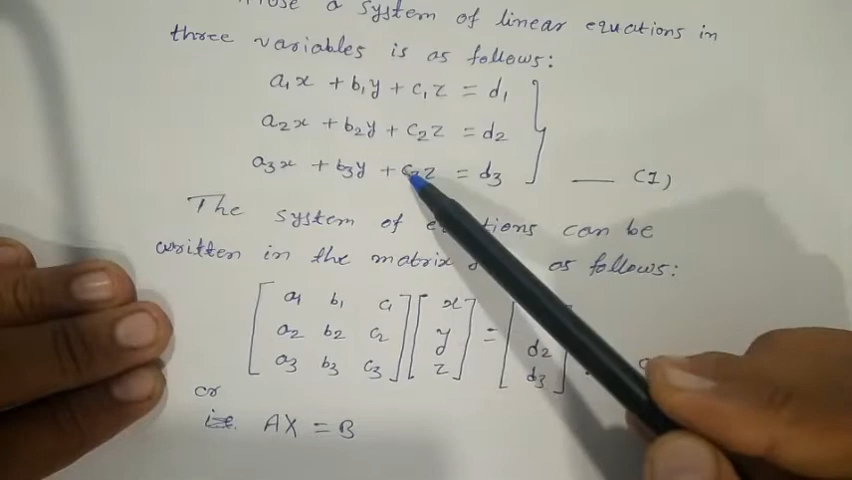 a system of linear equations in
three variables is as follows:
a1x + b1y + c1z = d1
a2x + b2y + c2z = d2
a3x + b3y + c3z = d3 —— (1)
The system of equations can be
written in the matrix as follows:
a1 b1 c1 x
a2 b2 c2 y = d2
a3 b3 c3 z d3
or
i.e. AX = B